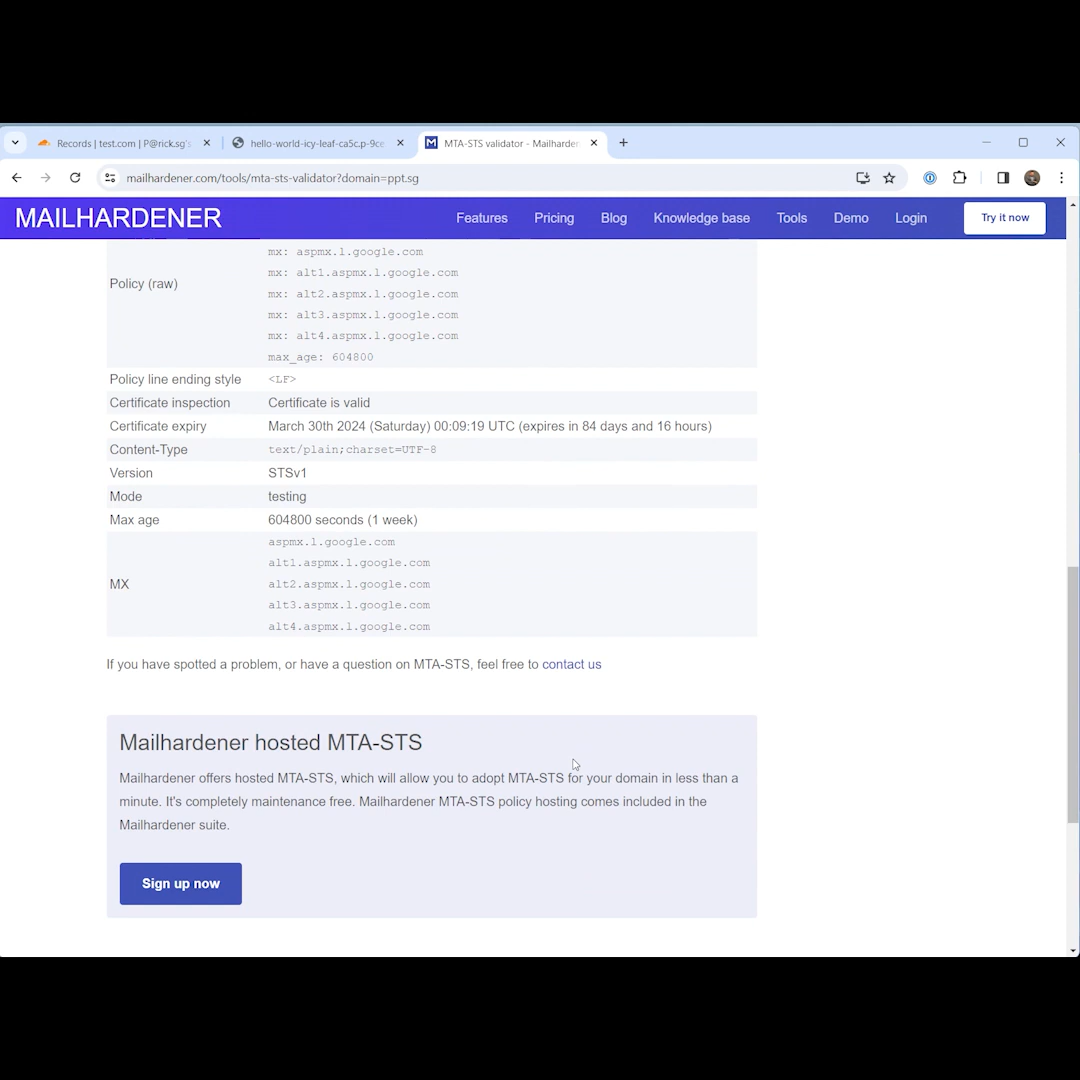 Records | test.com | P@rick.sg's
hello-world-icy-leaf-ca5c.p-9ce
MTA-STS validator - Mailharden
mailhardener.com/tools/mta-sts-validator?domain=ppt.sg
MAILHARDENER
Features
Pricing
Blog
Knowledge base
Tools
Demo
Login
Try it now
mx: aspmx.l.google.com
Policy (raw)
mx: alt1.aspmx.l.google.com
mx: alt2.aspmx.l.google.com
mx: alt3.aspmx.l.google.com
mx: alt4.aspmx.l.google.com
max_age: 604800
Policy line ending style <LF>
Certificate inspection Certificate is valid
Certificate expiry March 30th 2024 (Saturday) 00:09:19 UTC (expires in 84 days and 16 hours)
Content-Type text/plain;charset=UTF-8
Version STSv1
Mode testing
Max age 604800 seconds (1 week)
MX
aspmx.l.google.com
alt1.aspmx.l.google.com
alt2.aspmx.l.google.com
alt3.aspmx.l.google.com
alt4.aspmx.l.google.com
If you have spotted a problem, or have a question on MTA-STS, feel free to contact us
Mailhardener hosted MTA-STS
Mailhardener offers hosted MTA-STS, which will allow you to adopt MTA-STS for your domain in less than a
minute. It's completely maintenance free. Mailhardener MTA-STS policy hosting comes included in the
Mailhardener suite.
Sign up now